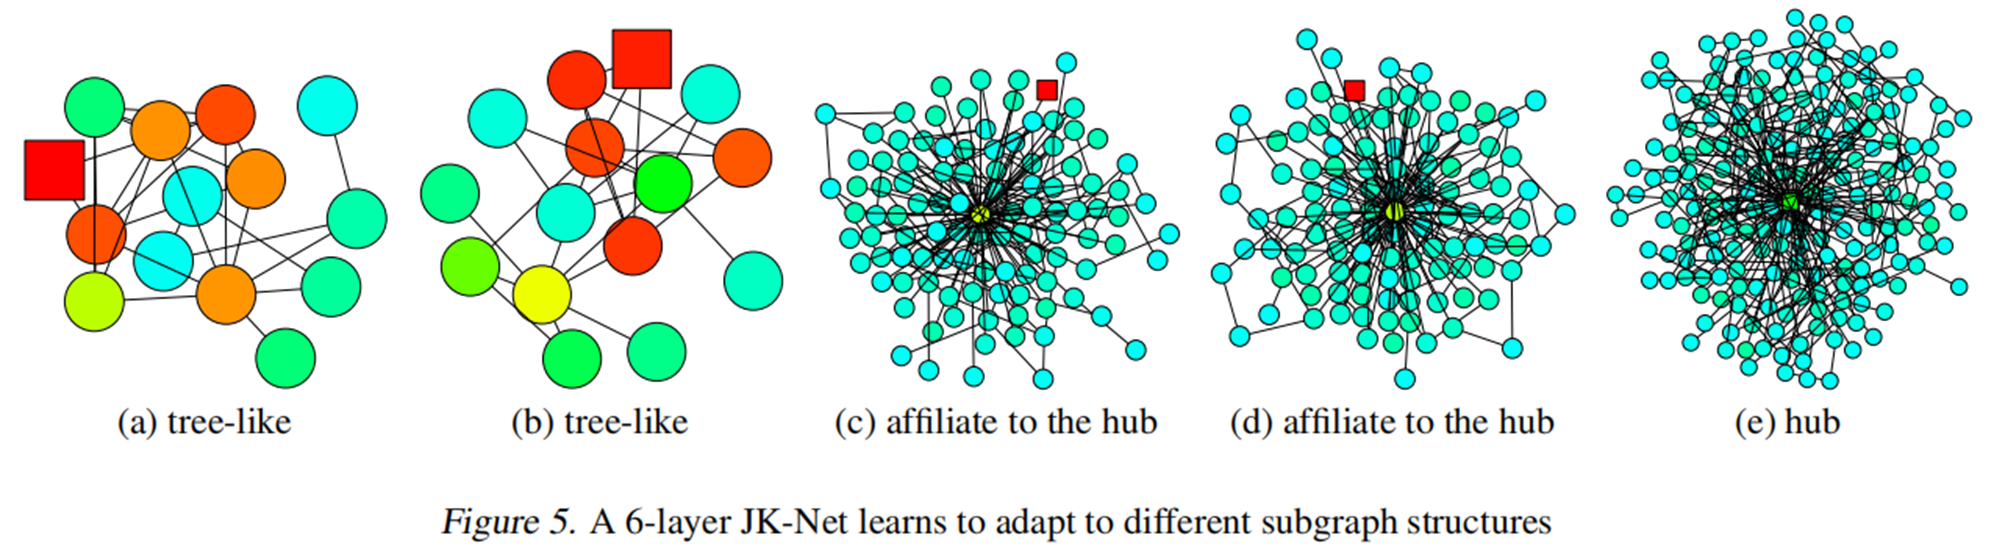 (a) tree-like (b) tree-like (c) affiliate to the hub (d) affiliate to the hub (e) hub
Figure 5. A 6-layer JK-Net learns to adapt to different subgraph structures